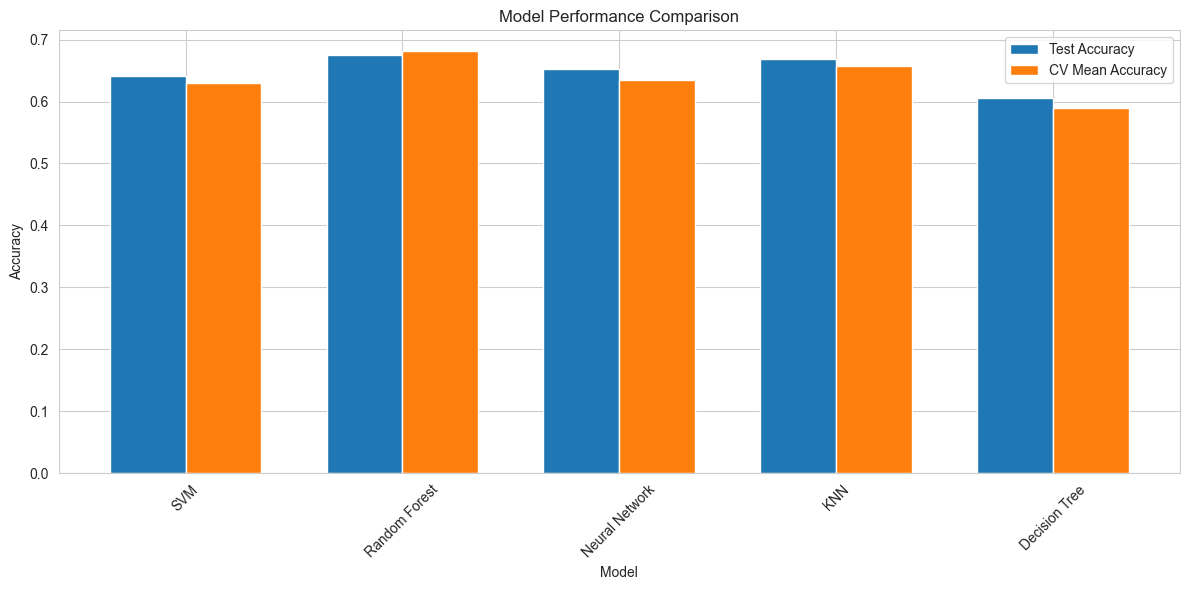 Model Performance Comparison
Test Accuracy
CV Mean Accuracy
Accuracy
0.7
0.6
0.5
0.4
0.3
0.2
0.1
0.0
SVM
Random Forest
Neural Network
KNN
Decision Tree
Model